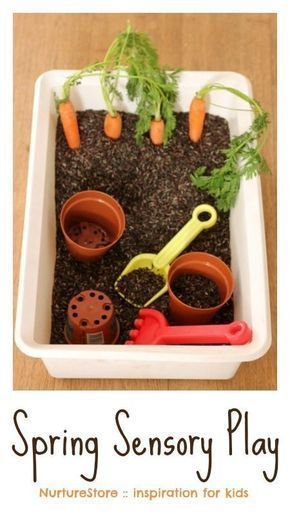 Spring Sensory Play
NurtureStore :: inspiration for kids